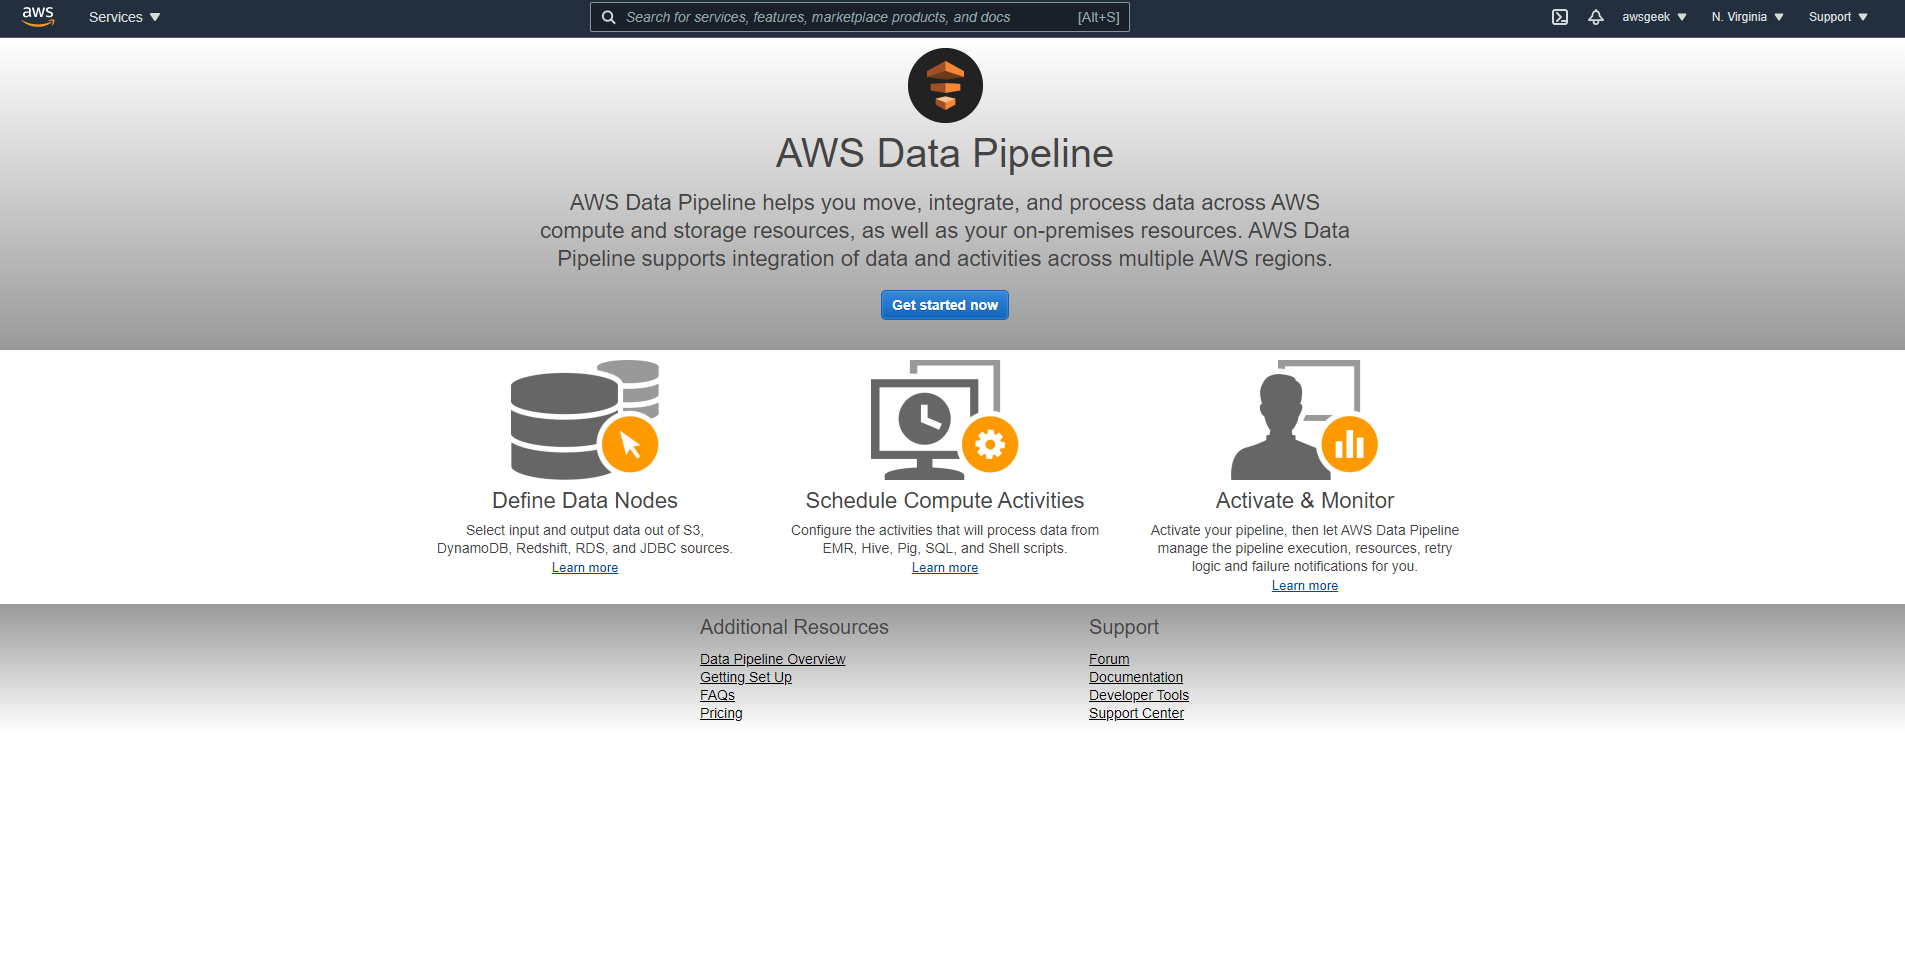 aws
Services
Search for services, features, marketplace products, and docs
[Alt+S]
awsgeek
N. Virginia
Support
AWS Data Pipeline
AWS Data Pipeline helps you move, integrate, and process data across AWS
compute and storage resources, as well as your on-premises resources. AWS Data
Pipeline supports integration of data and activities across multiple AWS regions.
Get started now
Define Data Nodes
Select input and output data out of S3,
DynamoDB, Redshift, RDS, and JDBC sources.
Learn more
Schedule Compute Activities
Configure the activities that will process data from
EMR, Hive, Pig, SQL, and Shell scripts.
Learn more
Activate & Monitor
Activate your pipeline, then let AWS Data Pipeline
manage the pipeline execution, resources, retry
logic and failure notifications for you.
Learn more
Additional Resources
Data Pipeline Overview
Getting Set Up
FAQs
Pricing
Support
Forum
Documentation
Developer Tools
Support Center